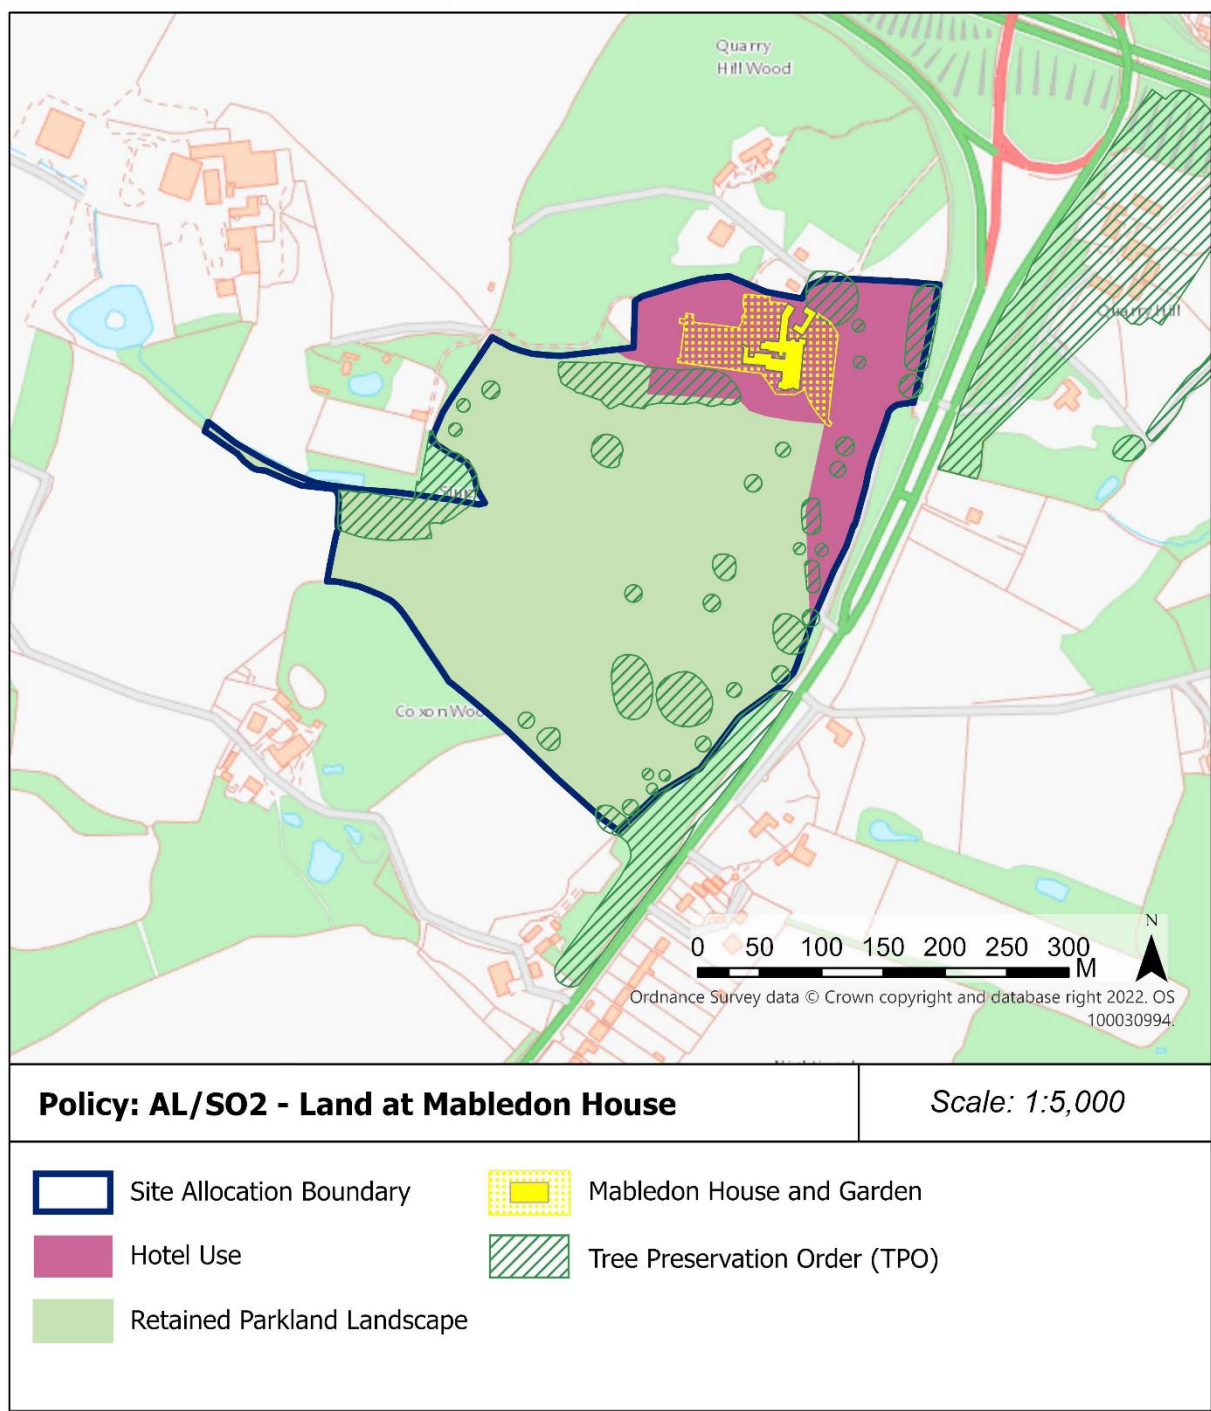 Quarry
Hill Wood
Quarry Hill
Coxon Woo
N
0 50 100 150 200 250 300
M
Ordnance Survey data © Crown copyright and database right 2022. OS
100030994.
Policy: AL/SO2 - Land at Mabledon House
Scale: 1:5,000
Site Allocation Boundary
Mabledon House and Garden
Hotel Use
Tree Preservation Order (TPO)
Retained Parkland Landscape